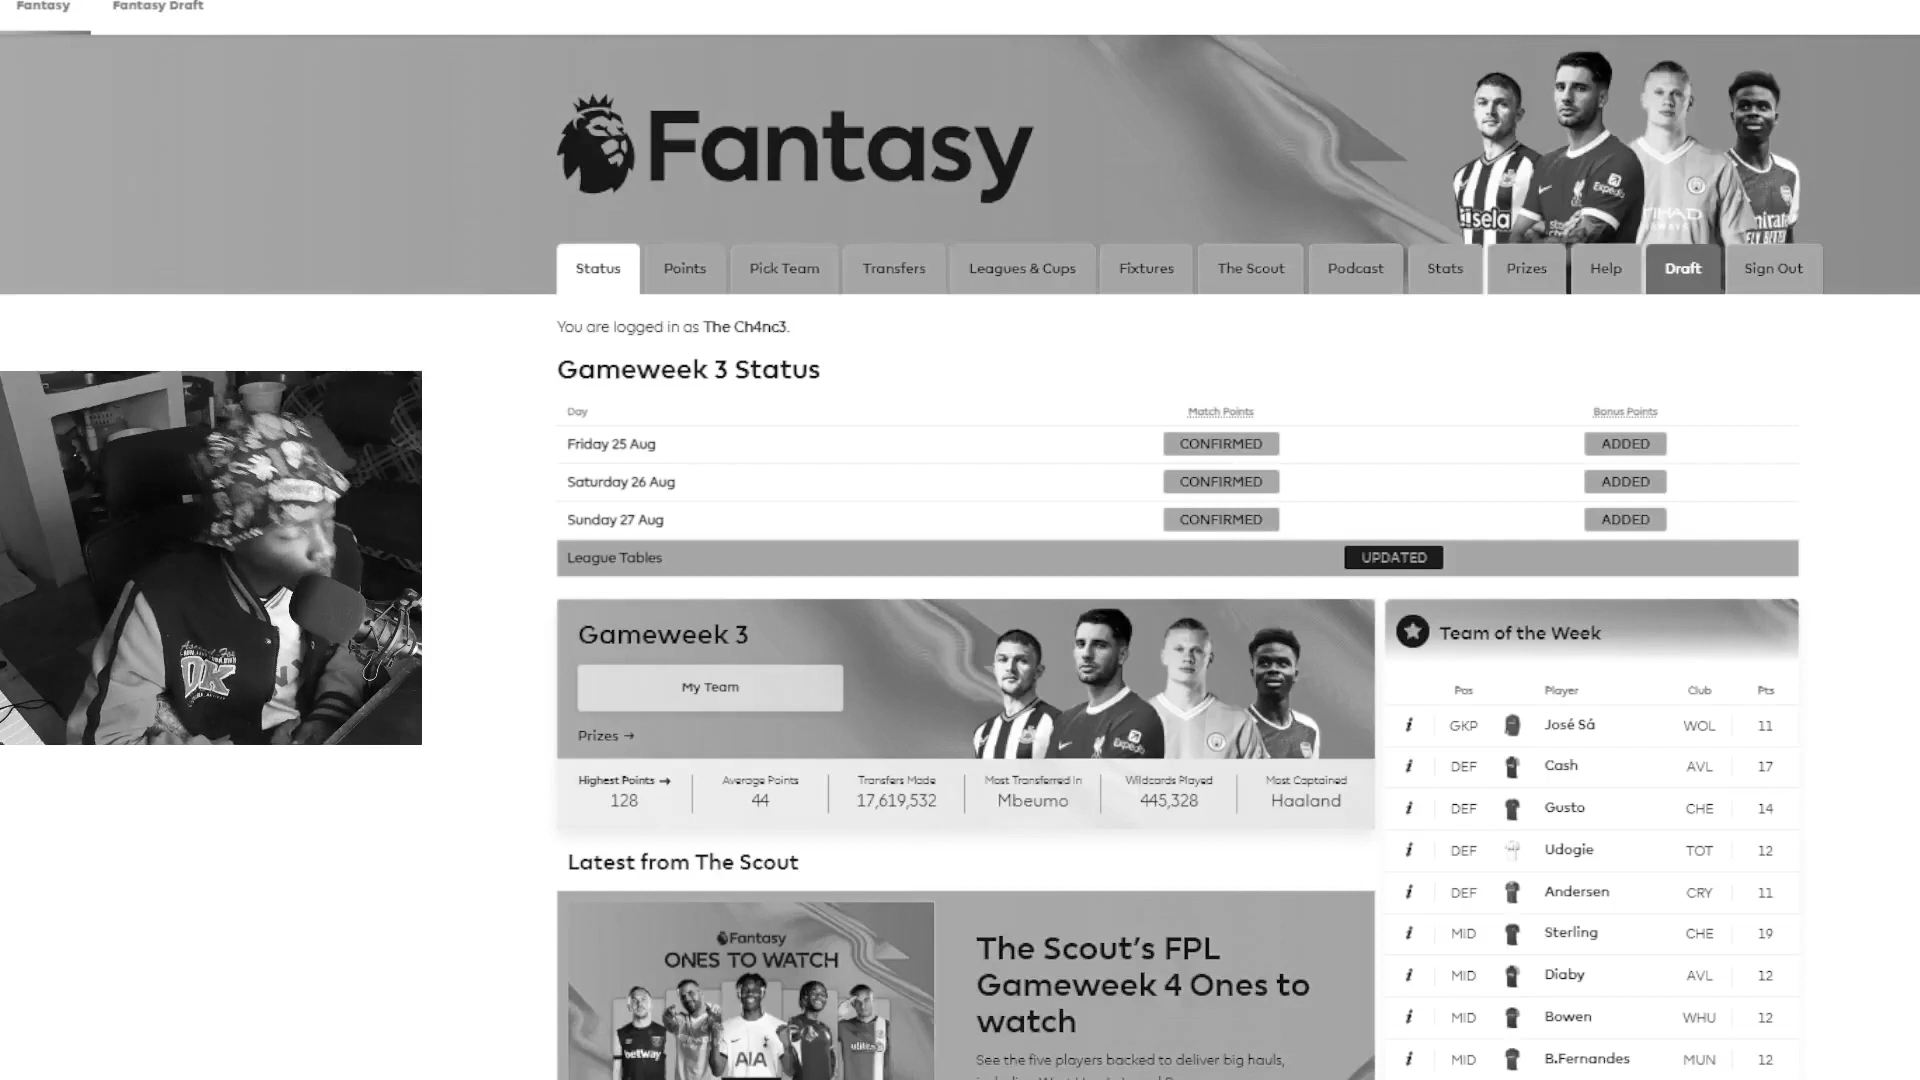 Fantasy Fantasy Draft
Fantasy
isela
Expedia
ETIHAD
Emirates
FLY BETTER
Status Points Pick Team Transfers Leagues & Cups Fixtures The Scout Podcast Stats Prizes Help Draft Sign Out
You are logged in as The Ch4nc3.
Gameweek 3 Status
Day Match Points Bonus Points
Friday 25 Aug CONFIRMED ADDED
Saturday 26 Aug CONFIRMED ADDED
Sunday 27 Aug CONFIRMED ADDED
League Tables UPDATED
Gameweek 3
My Team
Prizes →
Highest Points → Average Points Transfers Made Most Transferred In Wildcards Played Most Captained
128 44 17,619,532 Mbeumo 445,328 Haaland
Team of the Week
Pos Player Club Pts
i GKP José Sá WOL 11
i DEF Cash AVL 17
i DEF Gusto CHE 14
i DEF Udogie TOT 12
i DEF Andersen CRY 11
i MID Sterling CHE 19
i MID Diaby AVL 12
i MID Bowen WHU 12
i MID B.Fernandes MUN 12
Latest from The Scout
Fantasy
ONES TO WATCH
betway
AIA
The Scout's FPL
Gameweek 4 Ones to
watch
See the five players backed to deliver big hauls,
DK